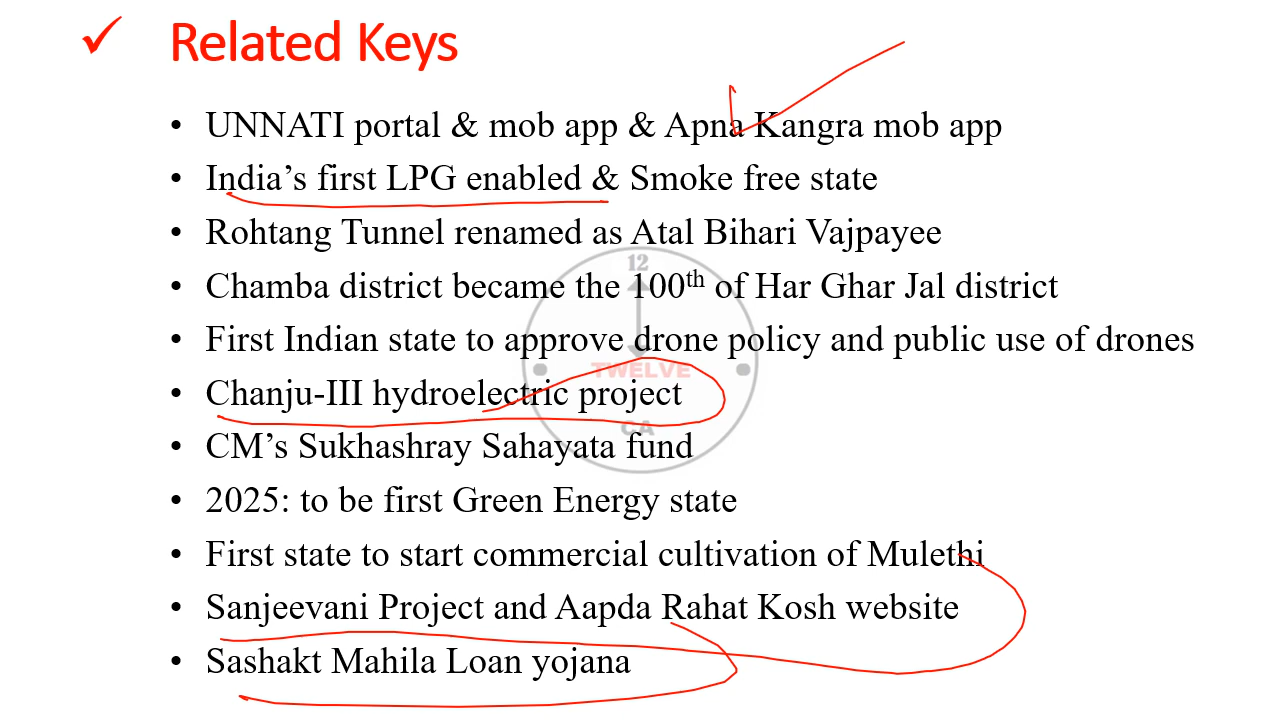 ✓ Related Keys
• UNNATI portal & mob app & Apna Kangra mob app
• India’s first LPG enabled & Smoke free state
• Rohtang Tunnel renamed as Atal Bihari Vajpayee
• Chamba district became the 100th of Har Ghar Jal district
• First Indian state to approve drone policy and public use of drones
• Chanju-III hydroelectric project
• CM’s Sukhashray Sahayata fund
• 2025: to be first Green Energy state
• First state to start commercial cultivation of Mulethi
• Sanjeevani Project and Aapda Rahat Kosh website
• Sashakt Mahila Loan yojana
12
TWELVE
CA